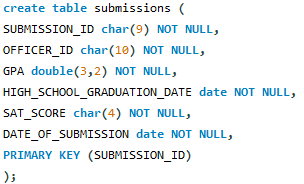 create table submissions (
SUBMISSION_ID char(9) NOT NULL,
OFFICER_ID char(10) NOT NULL,
GPA double(3,2) NOT NULL,
HIGH_SCHOOL_GRADUATION_DATE date NOT NULL,
SAT_SCORE char(4) NOT NULL,
DATE_OF_SUBMISSION date NOT NULL,
PRIMARY KEY (SUBMISSION_ID)
);